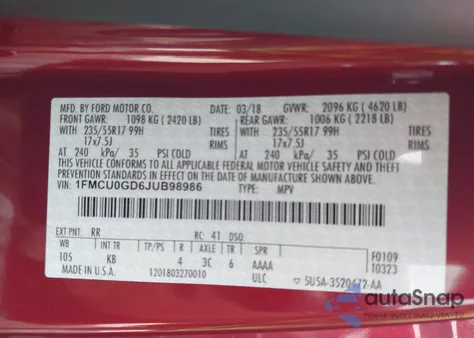 MFD. BY FORD MOTOR CO.
DATE: 03/18 GVWR: 2096 KG (4620 LB)
FRONT GAWR: 1098 KG (2420 LB) REAR GAWR: 1006 KG (2218 LB)
WITH 235/55R17 99H TIRES WITH 235/55R17 99H TIRES
17x7.5J RIMS 17x7.5J RIMS
AT 240 kPa/ 35 PSI COLD AT 240 kPa/ 35 PSI COLD
THIS VEHICLE CONFORMS TO ALL APPLICABLE FEDERAL MOTOR VEHICLE
SAFETY, BUMPER, AND THEFT PREVENTION STANDARDS IN EFFECT ON THE DATE OF
MANUFACTURE SHOWN ABOVE.
VIN: 1FMCU0GD6JUB98986 TYPE: MPV
EXT PNT: RR RC: 41 DSO:
WB INT TR TP/PS R AXLE TR SPR F0109
105 KB 4 3C 6 AAAA T0323
MADE IN U.S.A. 1201803270010 ULC 5U5A-3520472-AA
autoSnap